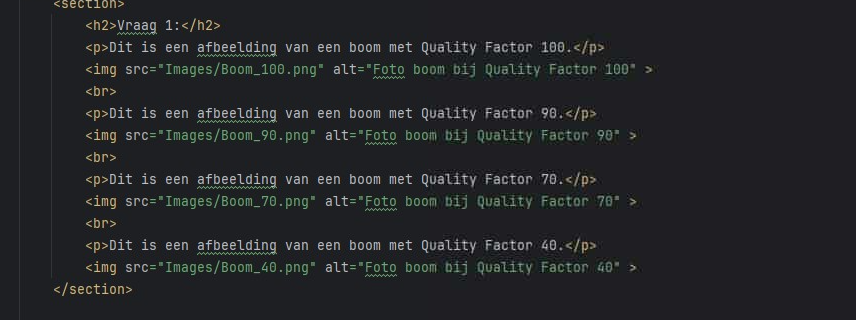 <section>
<h2>Vraag 1:</h2>
<p>Dit is een afbeelding van een boom met Quality Factor 100.</p>
<img src="Images/Boom_100.png" alt="Foto boom bij Quality Factor 100" >
<br>
<p>Dit is een afbeelding van een boom met Quality Factor 90.</p>
<img src="Images/Boom_90.png" alt="Foto boom bij Quality Factor 90" >
<br>
<p>Dit is een afbeelding van een boom met Quality Factor 70.</p>
<img src="Images/Boom_70.png" alt="Foto boom bij Quality Factor 70" >
<br>
<p>Dit is een afbeelding van een boom met Quality Factor 40.</p>
<img src="Images/Boom_40.png" alt="Foto boom bij Quality Factor 40" >
</section>